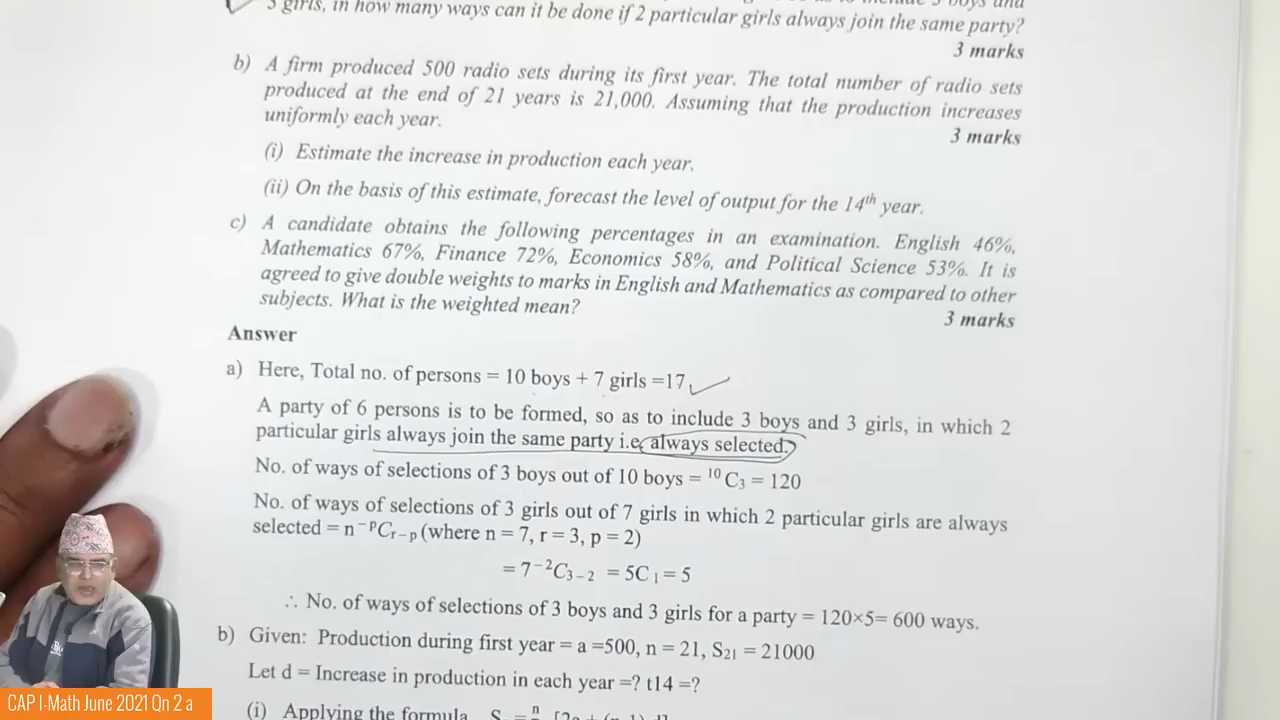 3 girls, in how many ways can it be done if 2 particular girls always join the same party?
3 marks
b) A firm produced 500 radio sets during its first year. The total number of radio sets
produced at the end of 21 years is 21,000. Assuming that the production increases
uniformly each year.
3 marks
(i) Estimate the increase in production each year.
(ii) On the basis of this estimate, forecast the level of output for the 14th year.
c) A candidate obtains the following percentages in an examination. English 46%,
Mathematics 67%, Finance 72%, Economics 58%, and Political Science 53%. It is
agreed to give double weights to marks in English and Mathematics as compared to other
subjects. What is the weighted mean?
3 marks
Answer
a) Here, Total no. of persons = 10 boys + 7 girls =17
A party of 6 persons is to be formed, so as to include 3 boys and 3 girls, in which 2
particular girls always join the same party i.e. always selected.
No. of ways of selections of 3 boys out of 10 boys = ¹⁰C₃ = 120
No. of ways of selections of 3 girls out of 7 girls in which 2 particular girls are always
selected = n⁻ᵖCᵣ₋ₚ (where n = 7, r = 3, p = 2)
= 7⁻²C₃₋₂ = 5C₁ = 5
∴ No. of ways of selections of 3 boys and 3 girls for a party = 120×5= 600 ways.
b) Given: Production during first year = a =500, n = 21, S₂₁ = 21000
Let d = Increase in production in each year =? t14 =?
(i) Applying the formula
CAP I-Math June 2021 Qn 2 a